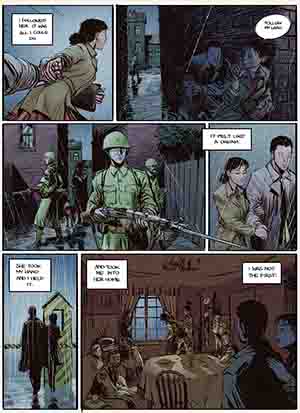 I FOLLOWED
HER. IT WAS
ALL I COULD
DO.
FOLLOW
MY LEAD.
IT FELT LIKE
A DREAM.
SHE TOOK
MY HAND
AND I HELD
IT.
AND TOOK
ME INTO
HER HOME.
I WAS NOT
THE FIRST.